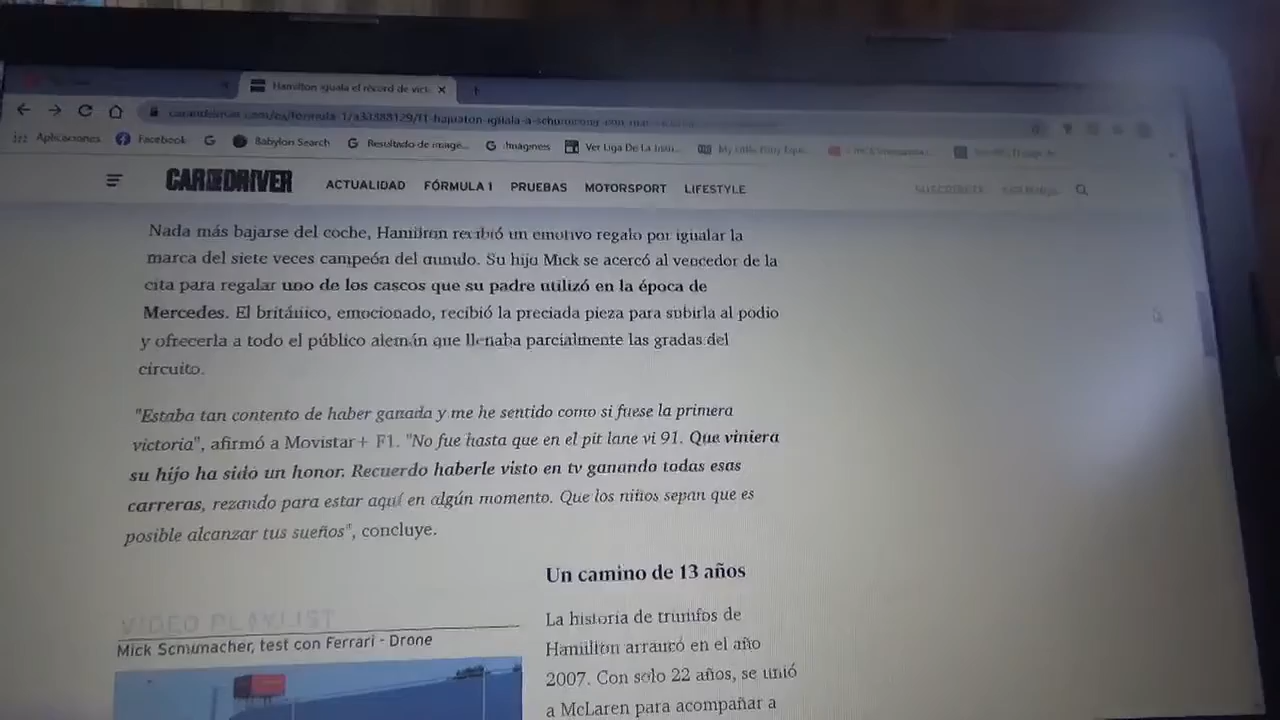 Hamilton iguala el récord de vict
Aplicaciones Facebook G Babylon Search Resultado de image... Imágenes Ver Liga De La Justi... My Little Pony Eque...
CAR AND DRIVER ACTUALIDAD FÓRMULA 1 PRUEBAS MOTORSPORT LIFESTYLE SUSCRÍBETE
Nada más bajarse del coche, Hamilton recibió un emotivo regalo por igualar la
marca del siete veces campeón del mundo. Su hijo Mick se acercó al vencedor de la
cita para regalar uno de los cascos que su padre utilizó en la época de
Mercedes. El británico, emocionado, recibió la preciada pieza para subirla al podio
y ofrecerla a todo el público alemán que llenaba parcialmente las gradas del
circuito.
"Estaba tan contento de haber ganada y me he sentido como si fuese la primera
victoria", afirmó a Movistar+ F1. "No fue hasta que en el pit lane vi 91. Que viniera
su hijo ha sido un honor. Recuerdo haberle visto en tv ganando todas esas
carreras, rezando para estar aquí en algún momento. Que los niños sepan que es
posible alcanzar tus sueños", concluye.
Un camino de 13 años
VIDEO PLAYLIST
Mick Schumacher, test con Ferrari - Drone
La historia de triunfos de
Hamilton arrancó en el año
2007. Con solo 22 años, se unió
a McLaren para acompañar a